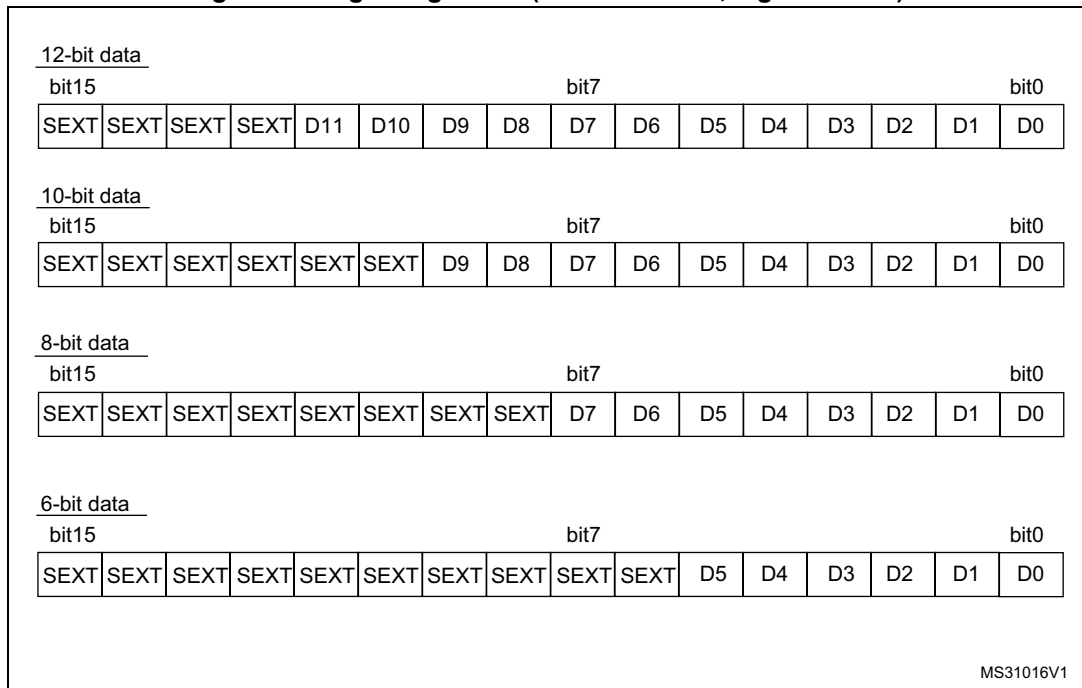 12-bit data
bit15 bit7 bit0
SEXT SEXT SEXT SEXT D11 D10 D9 D8 D7 D6 D5 D4 D3 D2 D1 D0
10-bit data
bit15 bit7 bit0
SEXT SEXT SEXT SEXT SEXT SEXT D9 D8 D7 D6 D5 D4 D3 D2 D1 D0
8-bit data
bit15 bit7 bit0
SEXT SEXT SEXT SEXT SEXT SEXT SEXT SEXT D7 D6 D5 D4 D3 D2 D1 D0
6-bit data
bit15 bit7 bit0
SEXT SEXT SEXT SEXT SEXT SEXT SEXT SEXT SEXT SEXT D5 D4 D3 D2 D1 D0
MS31016V1